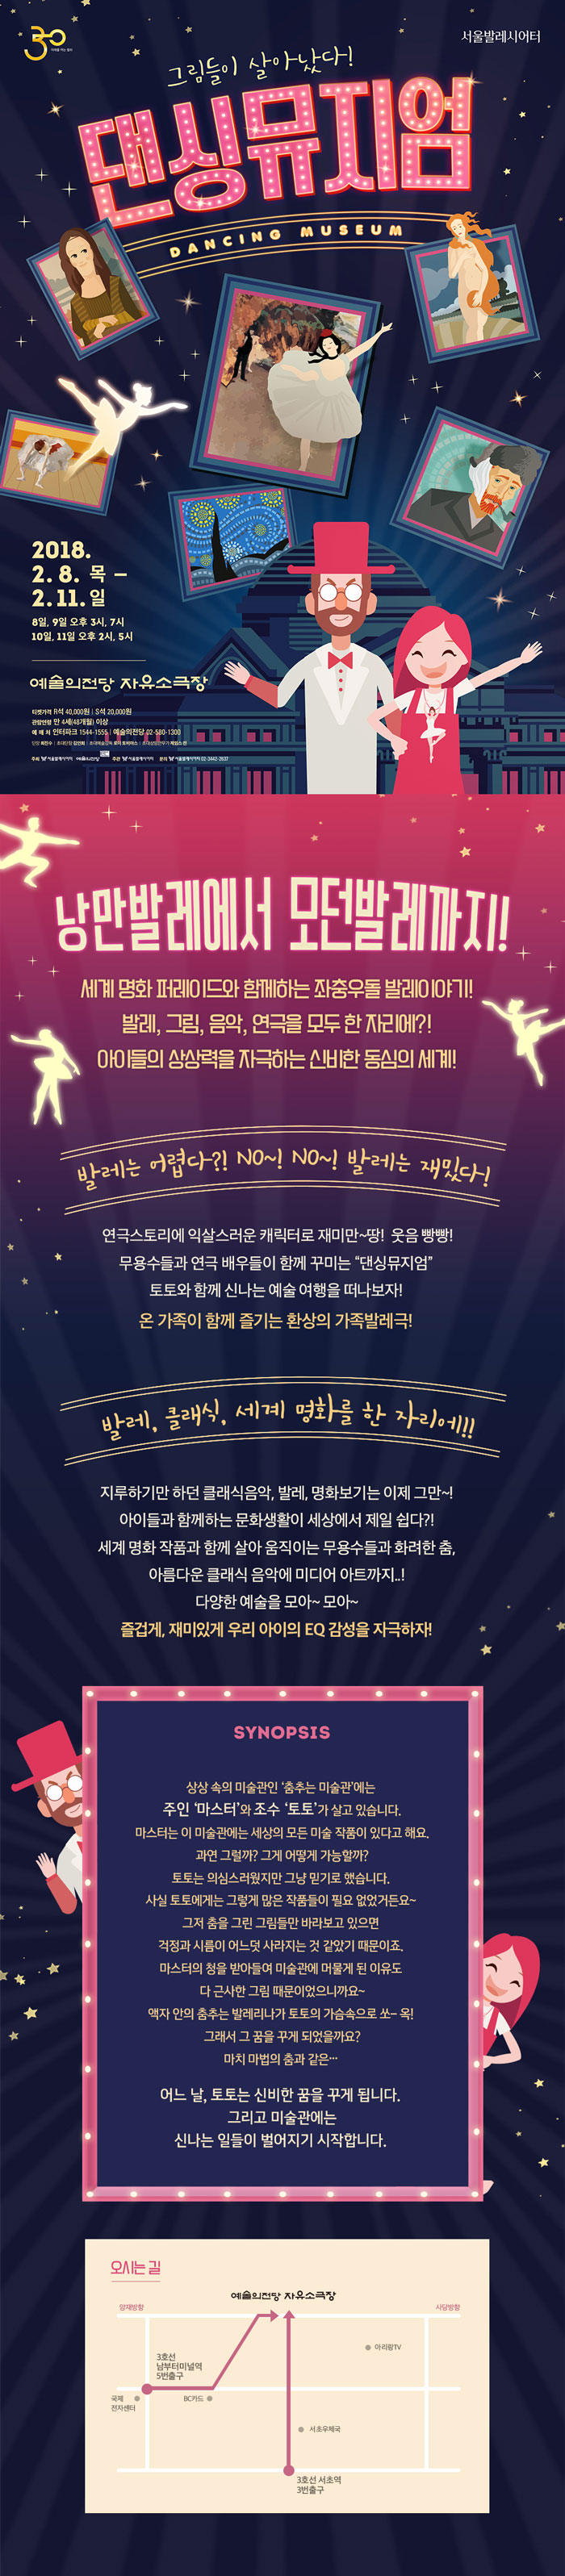 서울발레시어터
그림들이 살아났다!
댄싱뮤지엄
DANCING MUSEUM
2018.
2. 8. 목 –
2. 11. 일
8일, 9일 오후 3시, 7시
10일, 11일 오후 2시, 5시
예술의전당 자유소극장
티켓가격 R석 40,000원 | S석 20,000원
관람연령 만 4세(48개월) 이상
예 매 처 인터파크 1544-1555 | 예술의전당 02-580-1300
주최 서울발레시어터 예술의전당 주관 서울발레시어터 문의 서울발레시어터 02-3442-2637
낭만발레에서 모던발레까지!
세계 명화 퍼레이드와 함께하는 좌충우돌 발레이야기!
발레, 그림, 음악, 연극을 모두 한 자리에?!
아이들의 상상력을 자극하는 신비한 동심의 세계!
발레는 어렵다?! NO~! NO~! 발레는 재밌다!
연극스토리에 익살스러운 캐릭터로 재미만~땅! 웃음 빵빵!
무용수들과 연극 배우들이 함께 꾸미는 “댄싱뮤지엄”
토토와 함께 신나는 예술 여행을 떠나보자!
온 가족이 함께 즐기는 환상의 가족발레극!
발레, 클래식, 세계 명화를 한 자리에!!
지루하기만 하던 클래식음악, 발레, 명화보기는 이제 그만~!
아이들과 함께하는 문화생활이 세상에서 제일 쉽다?!
세계 명화 작품과 함께 살아 움직이는 무용수들과 화려한 춤,
아름다운 클래식 음악에 미디어 아트까지..!
다양한 예술을 모아~ 모아~
즐겁게, 재미있게 우리 아이의 EQ 감성을 자극하자!
SYNOPSIS
상상 속의 미술관인 ‘춤추는 미술관’에는
주인 ‘마스터’와 조수 ‘토토’가 살고 있습니다.
마스터는 이 미술관에는 세상의 모든 미술 작품이 있다고 해요.
과연 그럴까? 그게 어떻게 가능할까?
토토는 의심스러웠지만 그냥 믿기로 했습니다.
사실 토토에게는 그렇게 많은 작품들이 필요 없었거든요~
그저 춤을 그린 그림들만 바라보고 있으면
걱정과 시름이 어느덧 사라지는 것 같았기 때문이죠.
마스터의 청을 받아들여 미술관에 머물게 된 이유도
다 근사한 그림 때문이었으니까요~
액자 안의 춤추는 발레리나가 토토의 가슴속으로 쏘- 옥!
그래서 그 꿈을 꾸게 되었을까요?
마치 마법의 춤과 같은…
어느 날, 토토는 신비한 꿈을 꾸게 됩니다.
그리고 미술관에는
신나는 일들이 벌어지기 시작합니다.
오시는 길
예술의전당 자유소극장
양재방향
사당방향
아리랑TV
3호선
남부터미널역
5번출구
국제
전자센터
BC카드
서초우체국
3호선 서초역
3번출구